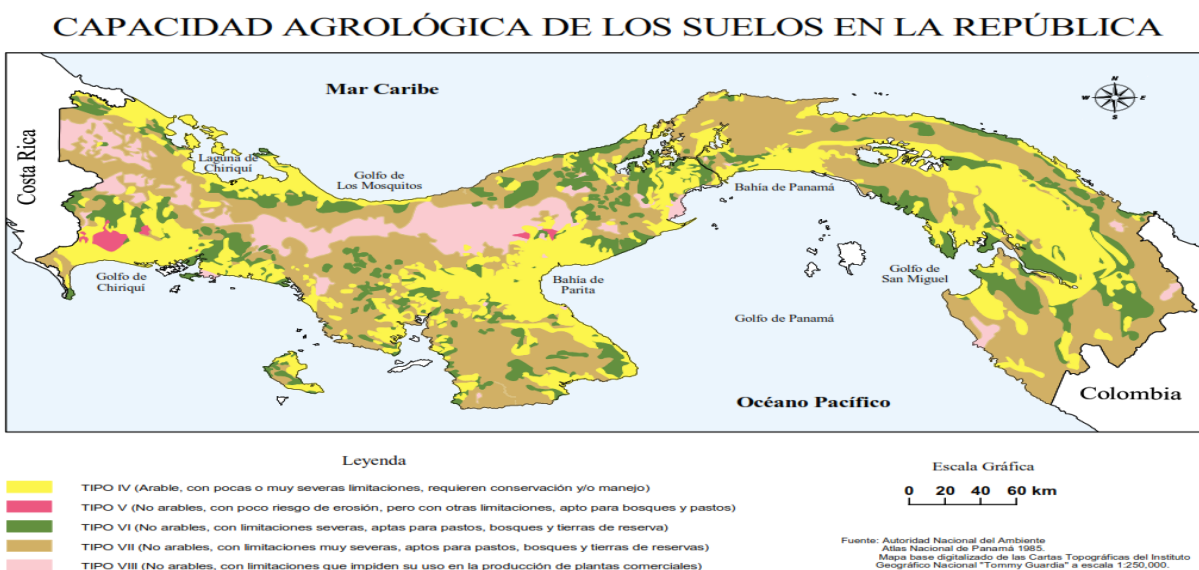 CAPACIDAD AGROLÓGICA DE LOS SUELOS EN LA REPÚBLICA
Mar Caribe
N
W E
S
Costa Rica
Laguna de
Chiriquí
Golfo de
Los Mosquitos
Bahía de Panamá
Golfo de
Chiriquí
Bahía de
Parita
Golfo de
San Miguel
Golfo de Panamá
Océano Pacífico
Colombia
Leyenda
TIPO IV (Arable, con pocas o muy severas limitaciones, requieren conservación y/o manejo)
TIPO V (No arables, con poco riesgo de erosión, pero con otras limitaciones, apto para bosques y pastos)
TIPO VI (No arables, con limitaciones severas, aptas para pastos, bosques y tierras de reserva)
TIPO VII (No arables, con limitaciones muy severas, aptos para pastos, bosques y tierras de reservas)
TIPO VIII (No arables, con limitaciones que impiden su uso en la producción de plantas comerciales)
Escala Gráfica
0 20 40 60 km
Fuente: Autoridad Nacional del Ambiente
Atlas Nacional de Panamá 1985.
Mapa base digitalizado de las Cartas Topográficas del Instituto
Geográfico Nacional "Tommy Guardia" a escala 1:250,000.